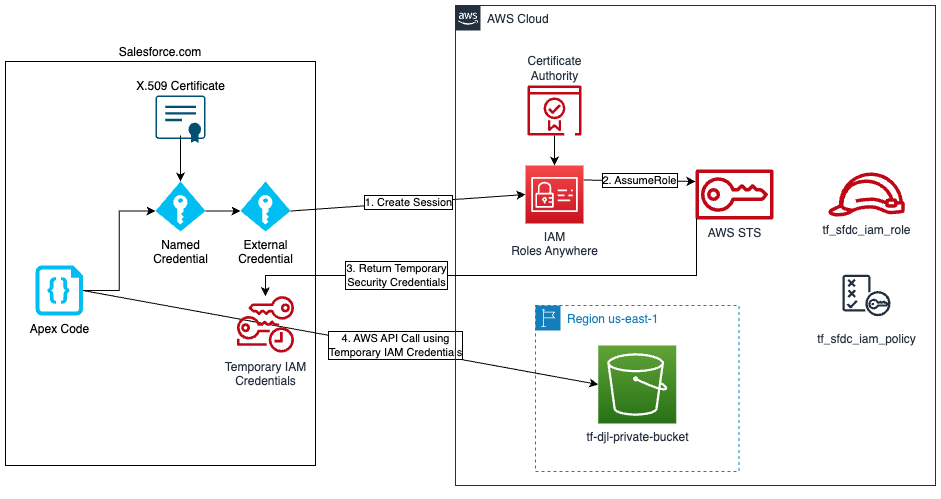 aws
AWS Cloud
Salesforce.com
X.509 Certificate
Certificate
Authority
1. Create Session
2. AssumeRole
Named
Credential
External
Credential
IAM
Roles Anywhere
AWS STS
tf_sfdc_iam_role
3. Return Temporary
Security Credentials
{}
Apex Code
Temporary IAM
Credentials
4. AWS API Call using
Temporary IAM Credentials
Region us-east-1
tf_sfdc_iam_policy
tf-djl-private-bucket